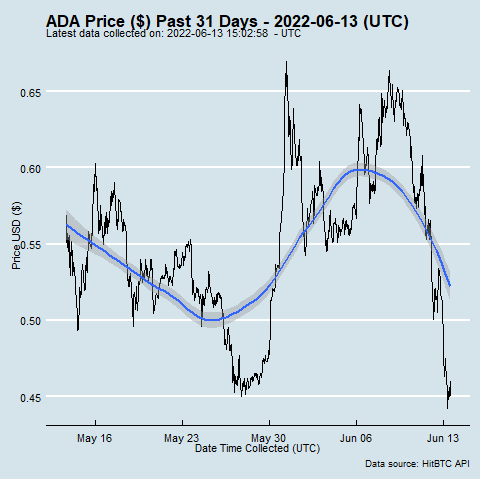 ADA Price ($) Past 31 Days - 2022-06-13 (UTC)
Latest data collected on: 2022-06-13 15:02:58  - UTC
Price USD ($)
0.65
0.60
0.55
0.50
0.45
May 16
May 23
May 30
Jun 06
Jun 13
Date Time Collected (UTC)
Data source: HitBTC API